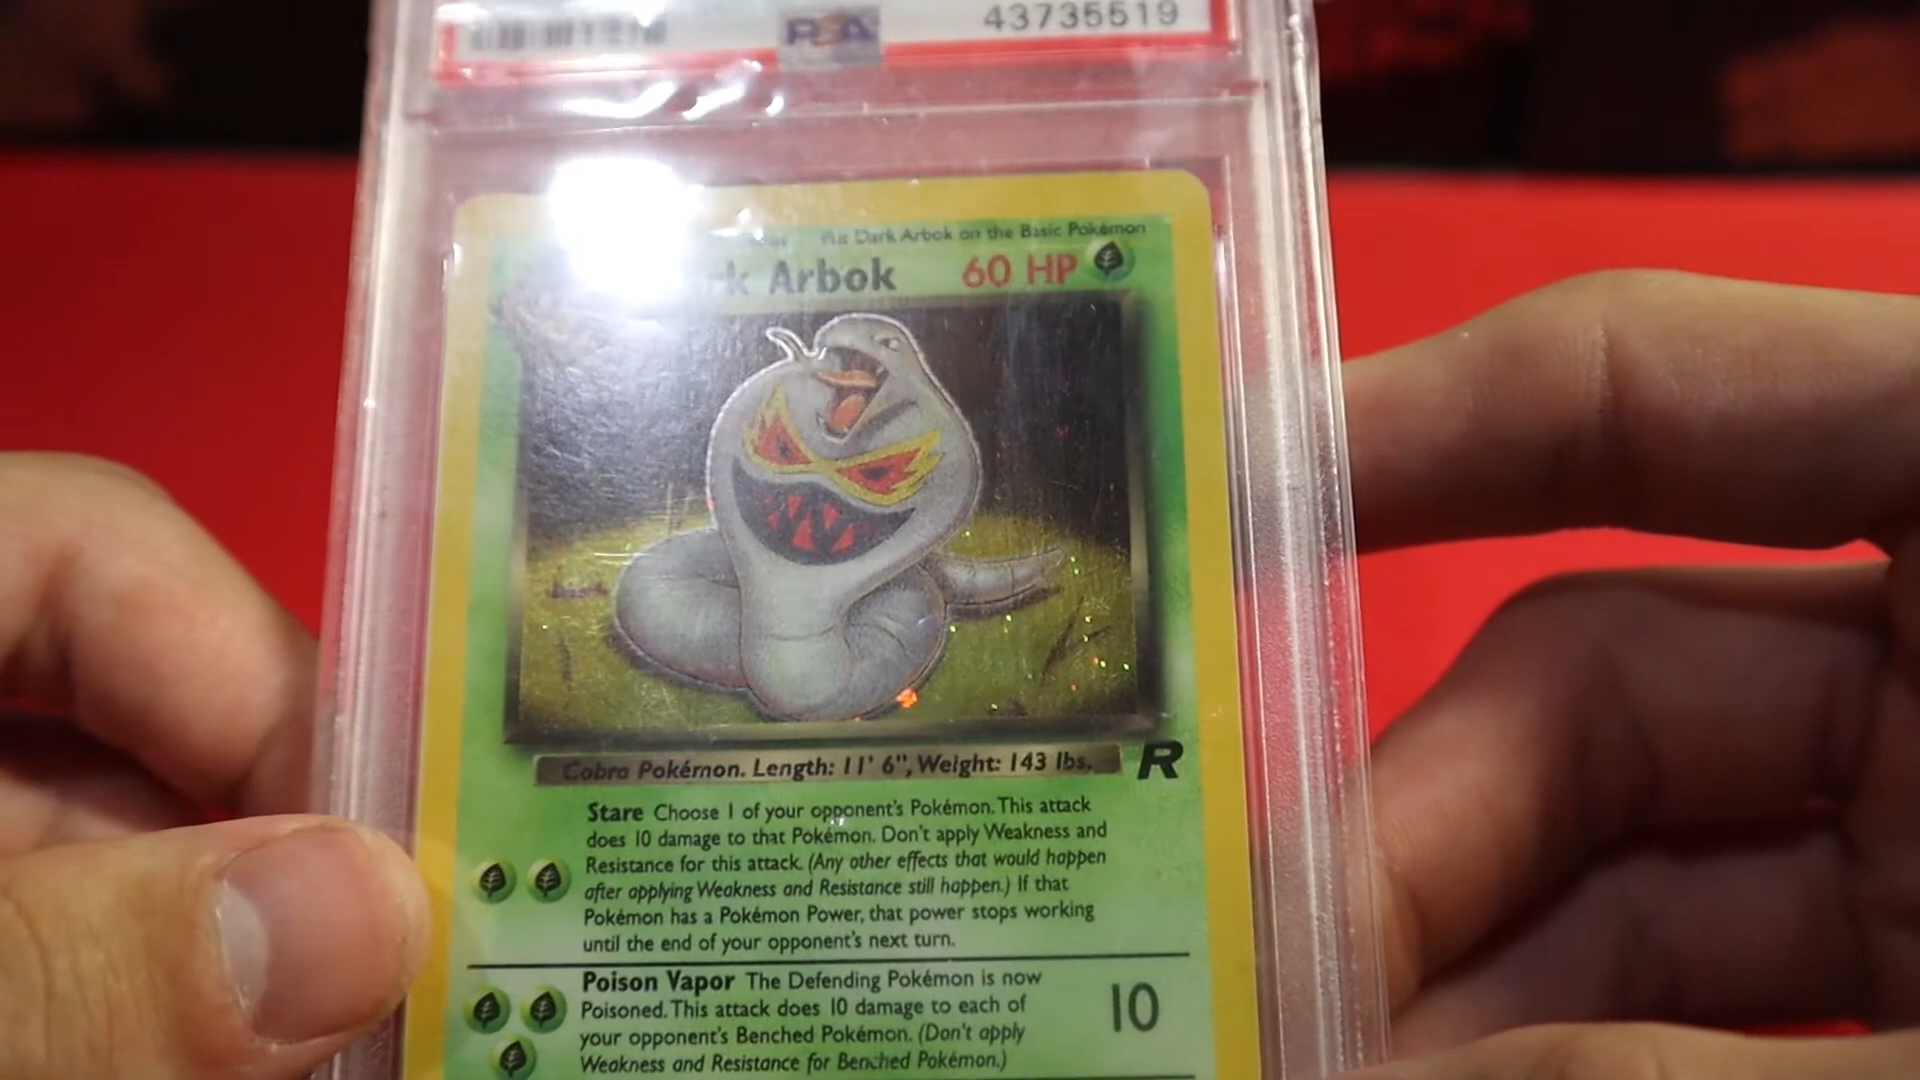 PSA
43735519
Put Dark Arbok on the Basic Pokémon
Arbok 60 HP
Cobra Pokémon. Length: 11' 6", Weight: 143 lbs.
R
Stare Choose 1 of your opponent's Pokémon. This attack
does 10 damage to that Pokémon. Don't apply Weakness and
Resistance for this attack. (Any other effects that would happen
after applying Weakness and Resistance still happen.) If that
Pokémon has a Pokémon Power, that power stops working
until the end of your opponent's next turn.
Poison Vapor The Defending Pokémon is now
Poisoned. This attack does 10 damage to each of
your opponent's Benched Pokémon. (Don't apply
Weakness and Resistance for Benched Pokémon.)
10